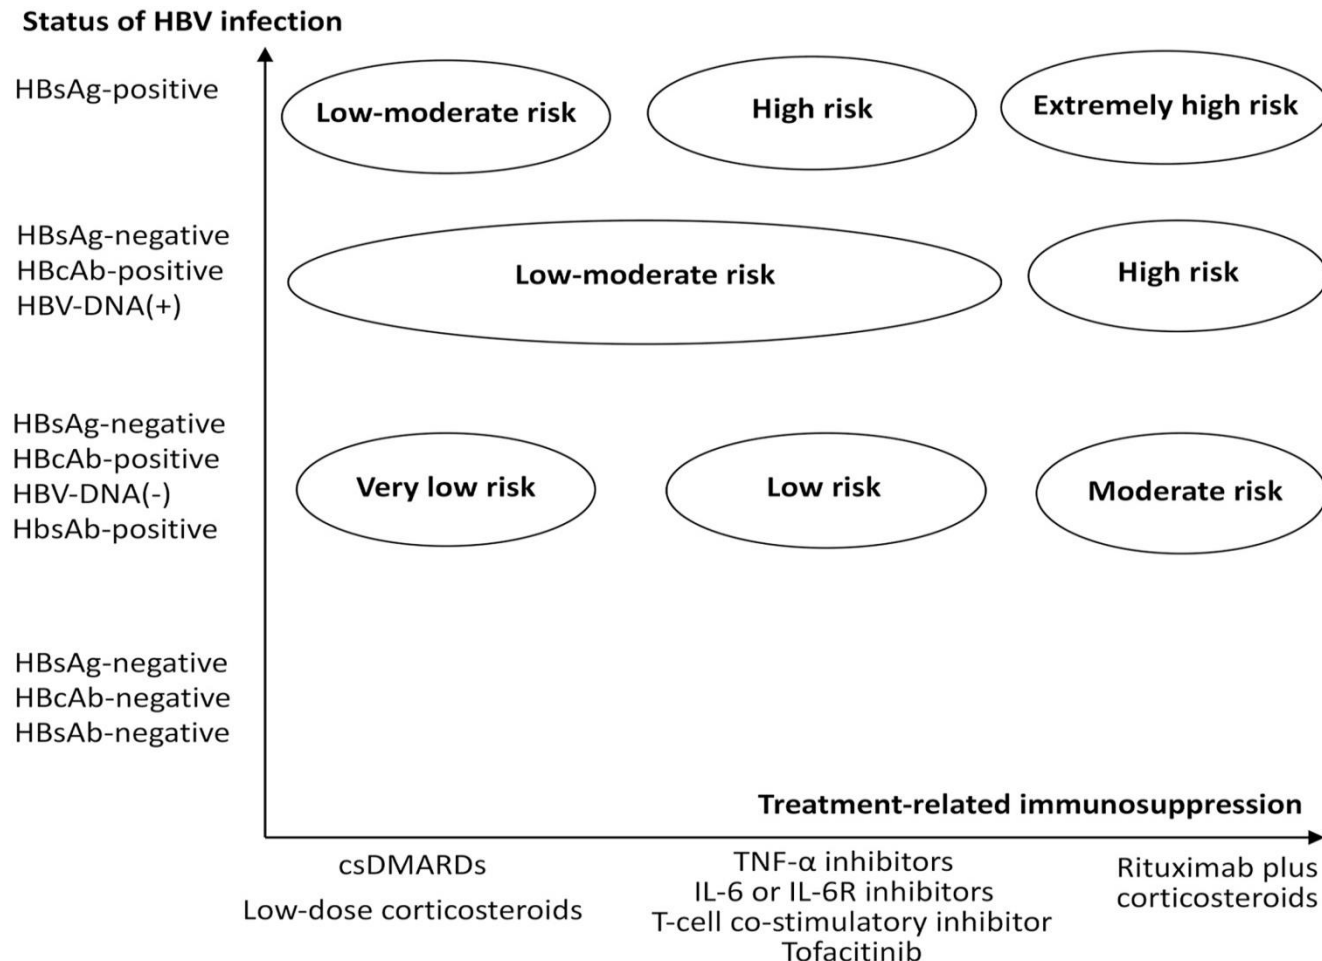 Status of HBV infection
HBsAg-positive
Low-moderate risk
High risk
Extremely high risk
HBsAg-negative
HBcAb-positive
HBV-DNA(+)
Low-moderate risk
High risk
HBsAg-negative
HBcAb-positive
HBV-DNA(-)
HbsAb-positive
Very low risk
Low risk
Moderate risk
HBsAg-negative
HBcAb-negative
HBsAb-negative
Treatment-related immunosuppression
csDMARDs
Low-dose corticosteroids
TNF-α inhibitors
IL-6 or IL-6R inhibitors
T-cell co-stimulatory inhibitor
Tofacitinib
Rituximab plus
corticosteroids